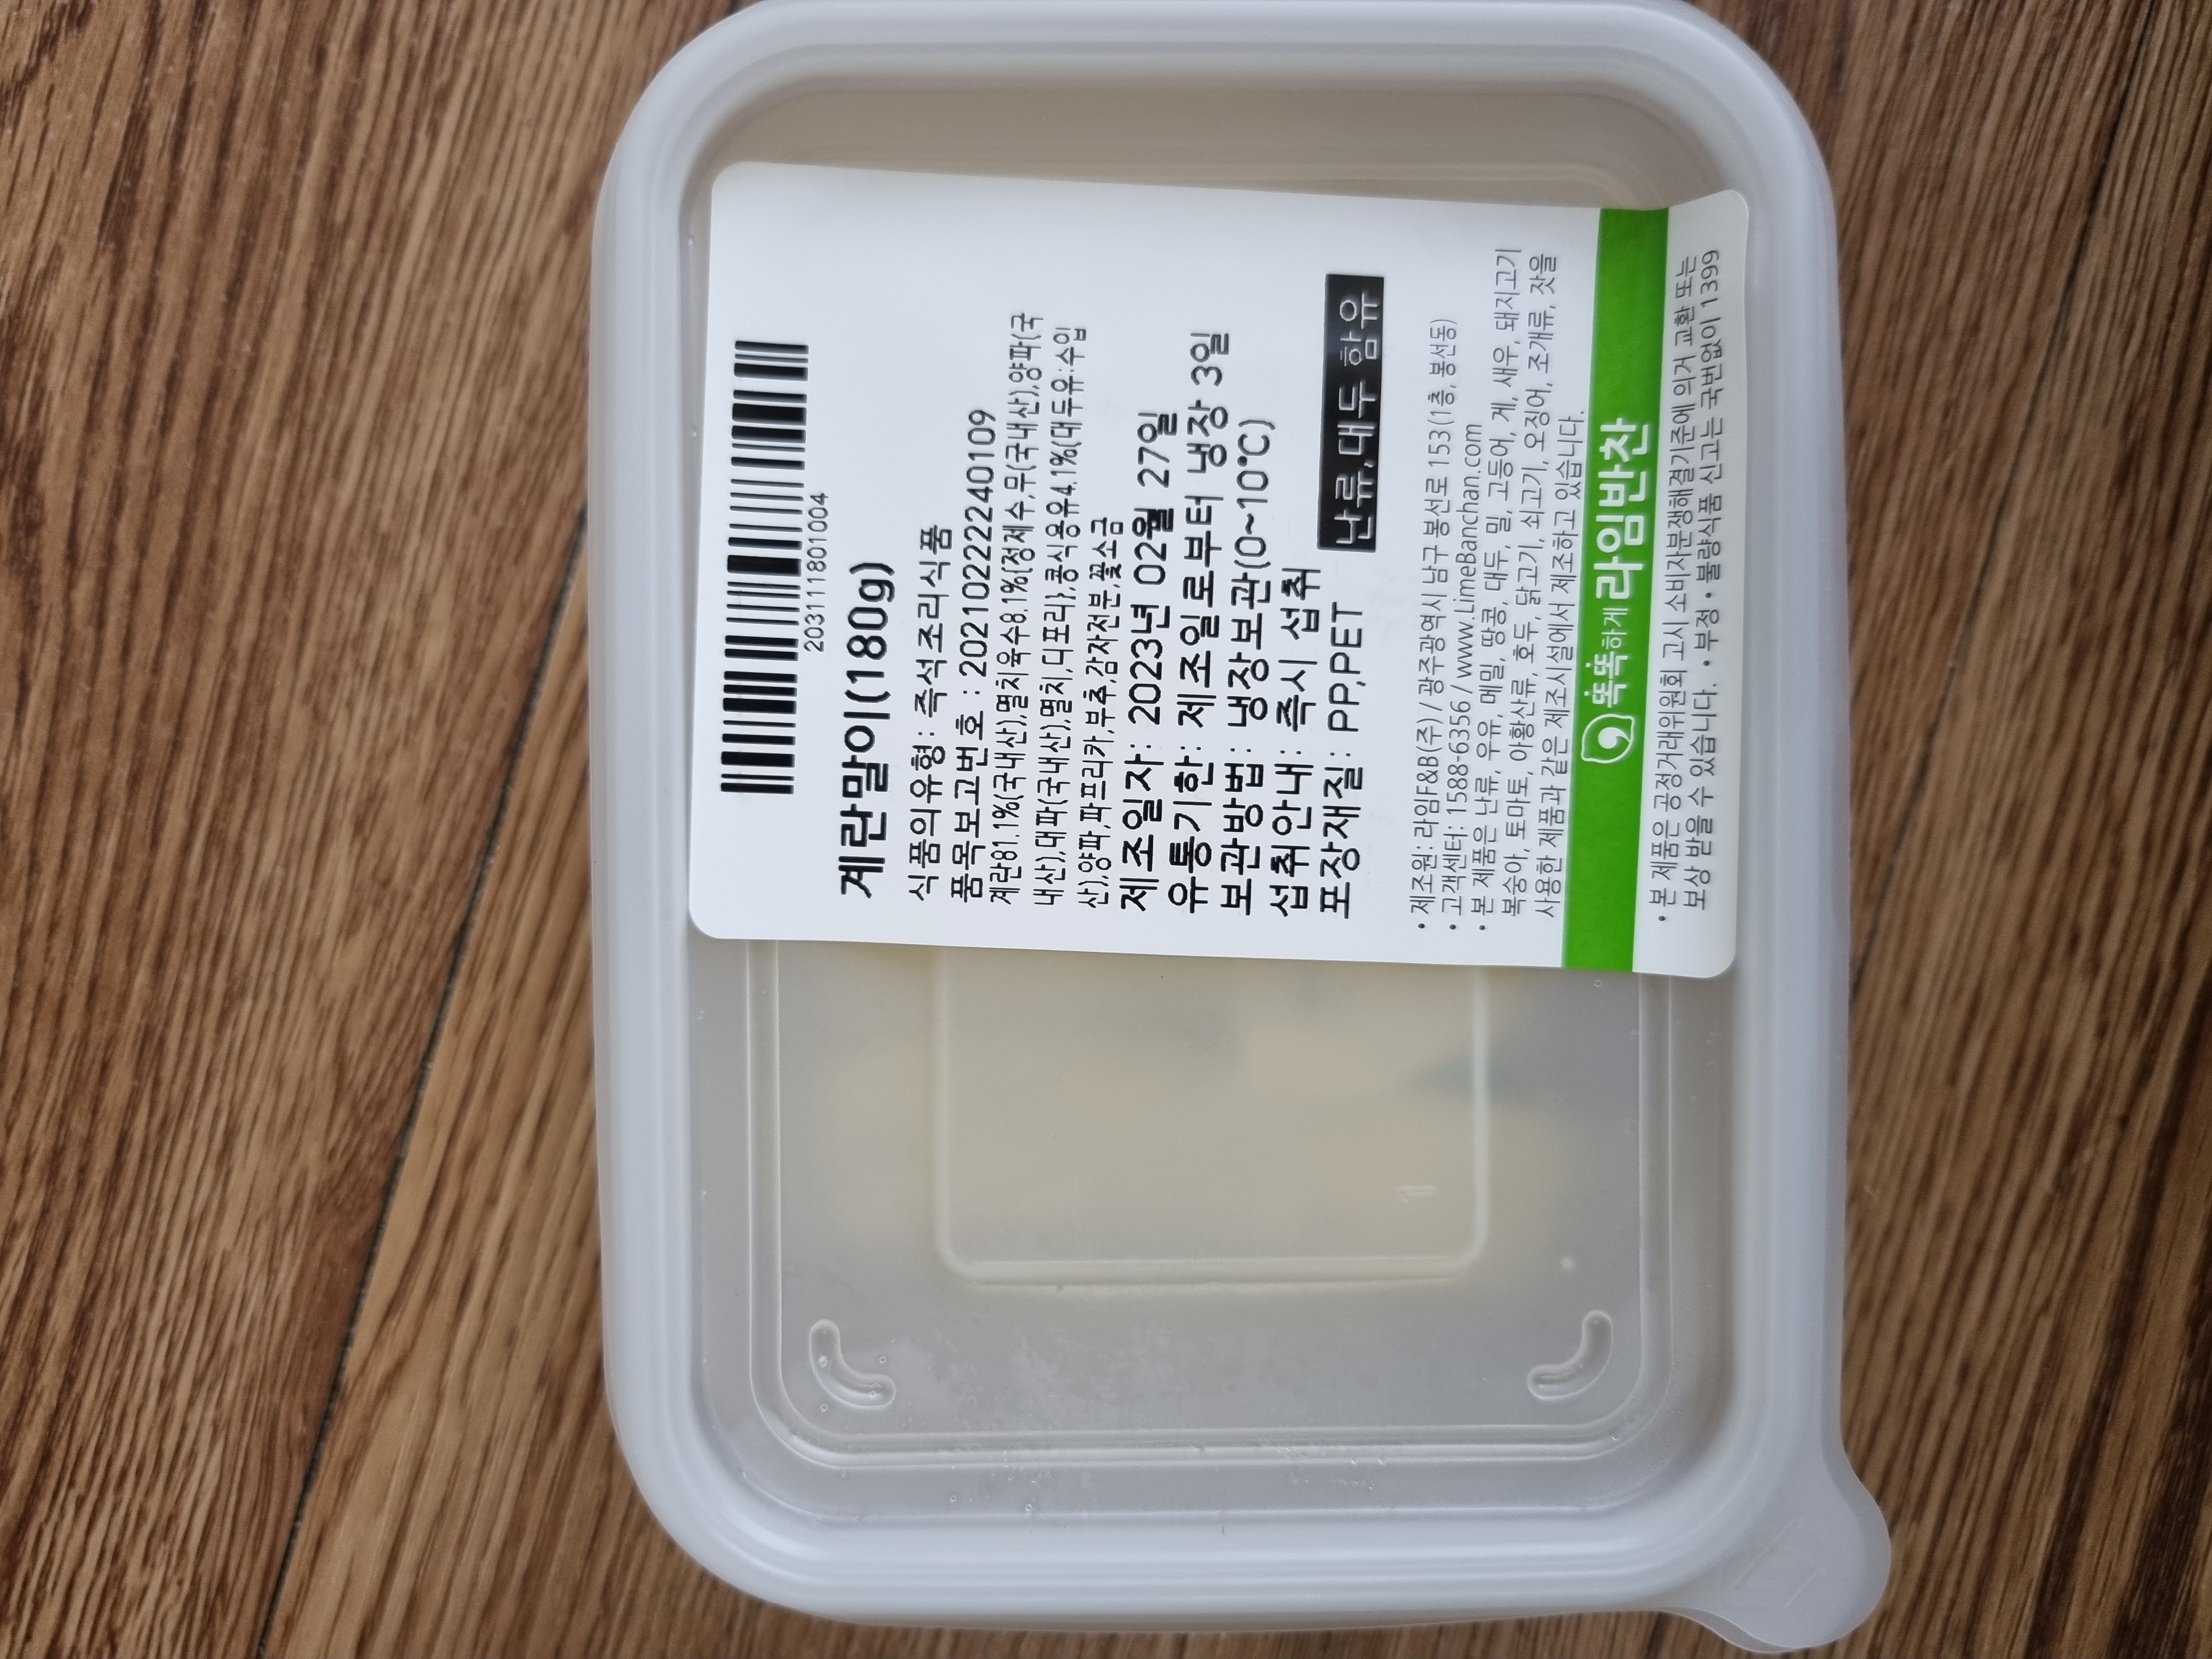 203111801004
계란말이(180g)
식품의유형: 즉석조리식품
품목보고번호 : 20210222240109
계란81.1%(국내산),멸치육수8.1%{정제수,무(국내산),양파(국
내산),대파(국내산),멸치,디포리},콩식용유4.1%(대두유:수입
산),양파,파프리카,부추,감자전분,꽃소금
제조일자: 2023년 02월 27일
유통기한: 제조일로부터 냉장 3일
보관방법: 냉장보관(0~10℃)
섭취안내: 즉시 섭취
포장재질: PP,PET
난류,대두 함유
• 제조원: 라임F&B(주) / 광주광역시 남구 봉선로 153(1층, 봉선동)
• 고객센터: 1588-6356 / www.LimeBanchan.com
• 본 제품은 난류, 우유, 메밀, 땅콩, 대두, 밀, 고등어, 게, 새우, 돼지고기
복숭아, 토마토, 아황산류, 호두, 닭고기, 쇠고기, 오징어, 조개류, 잣을
사용한 제품과 같은 제조시설에서 제조하고 있습니다.
똑똑하게 라임반찬
• 본 제품은 공정거래위원회 고시 소비자분쟁해결기준에 의거 교환 또는
보상 받을 수 있습니다. • 부정 • 불량식품 신고는 국번없이 1399